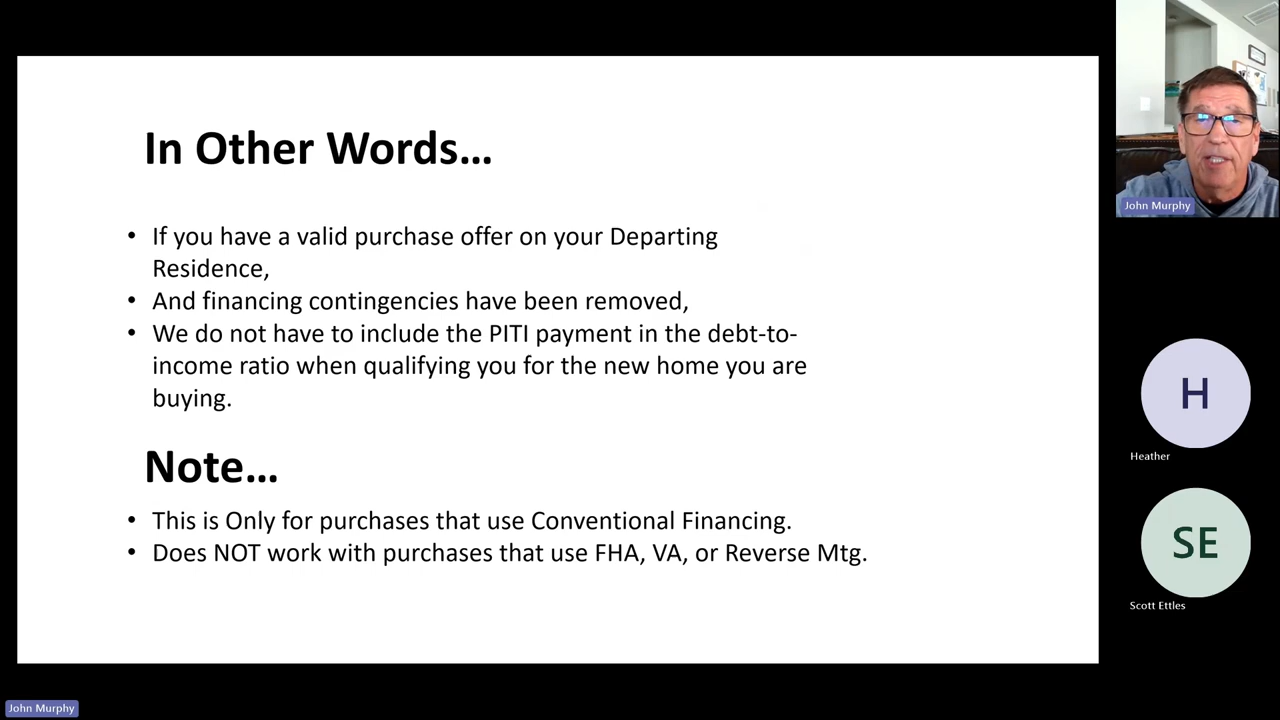 In Other Words...
• If you have a valid purchase offer on your Departing
Residence,
• And financing contingencies have been removed,
• We do not have to include the PITI payment in the debt-to-
income ratio when qualifying you for the new home you are
buying.
Note...
• This is Only for purchases that use Conventional Financing.
• Does NOT work with purchases that use FHA, VA, or Reverse Mtg.
John Murphy
H
Heather
SE
Scott Ettles
John Murphy